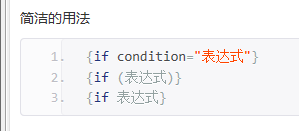 简洁的用法
1. {if condition="表达式"}
2. {if (表达式)}
3. {if 表达式}